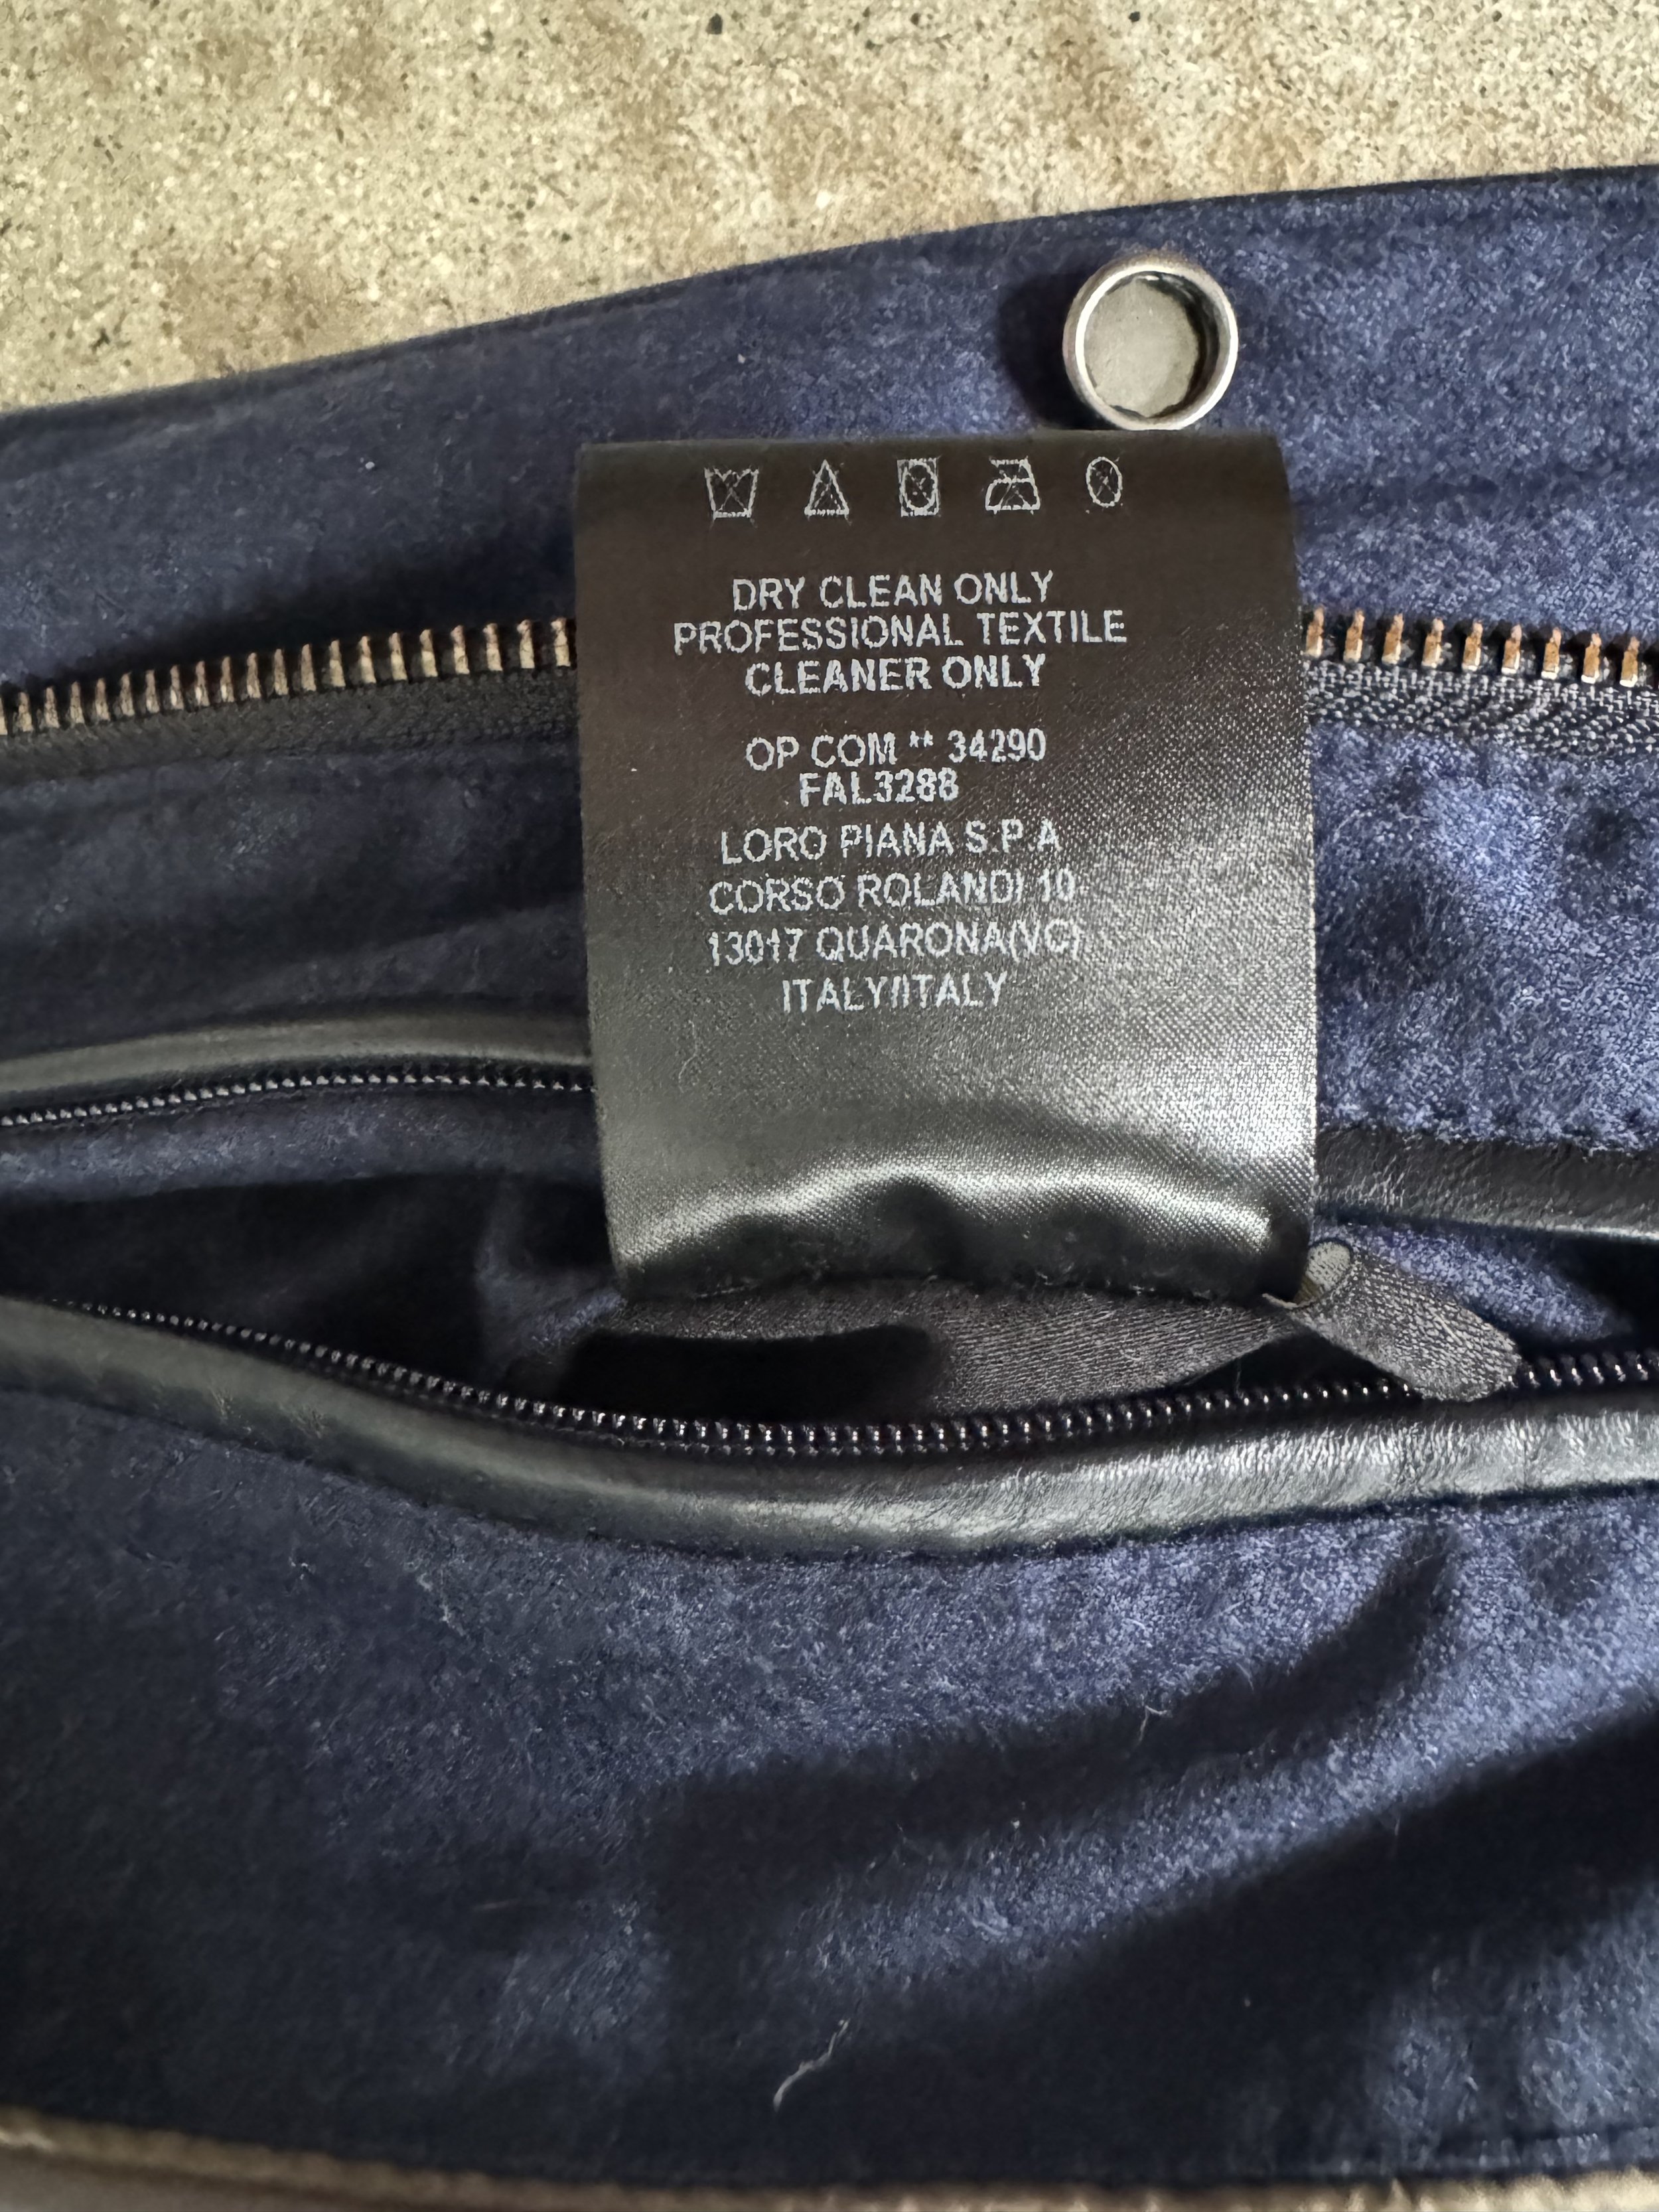 DRY CLEAN ONLY
PROFESSIONAL TEXTILE
CLEANER ONLY
OP COM ** 34290
FAL3288
LORO PIANA S.P.A
CORSO ROLANDI 10
13017 QUARONA(VC)
ITALY/ITALY